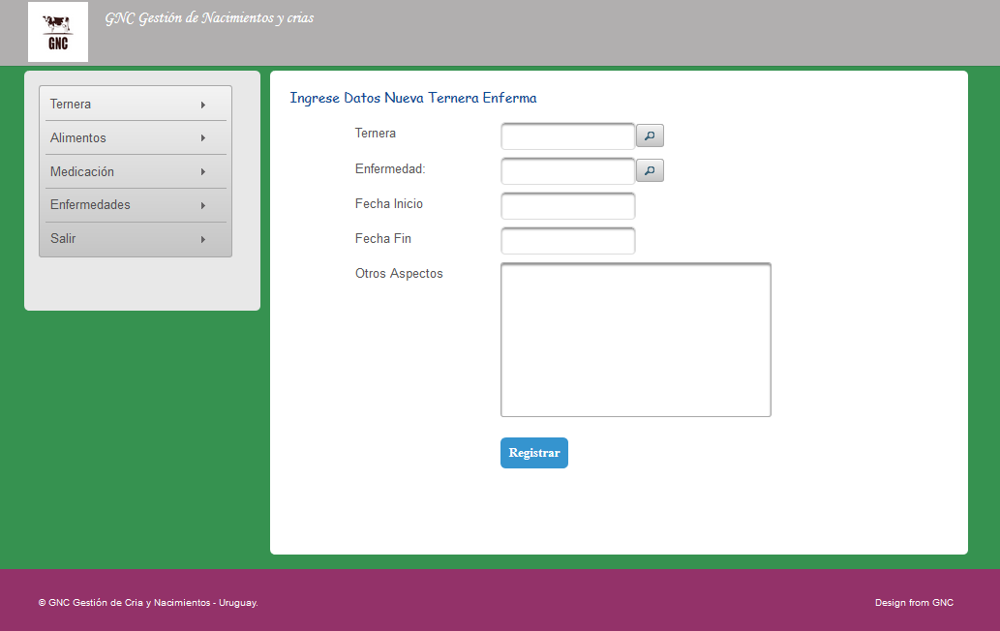 GNC Gestión de Nacimientos y crias
GNC
Ternera
Alimentos
Medicación
Enfermedades
Salir
Ingrese Datos Nueva Ternera Enferma
Ternera
Enfermedad:
Fecha Inicio
Fecha Fin
Otros Aspectos
Registrar
© GNC Gestión de Cria y Nacimientos - Uruguay.
Design from GNC